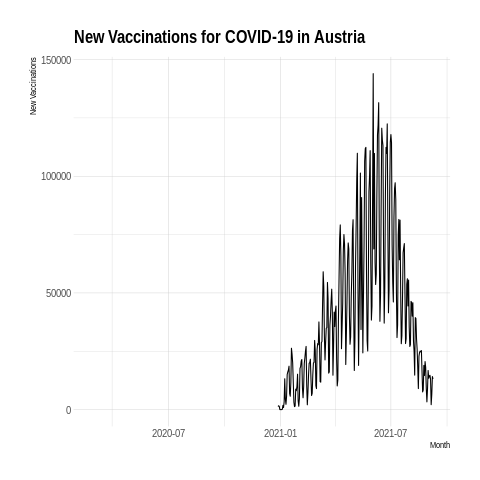 New Vaccinations for COVID-19 in Austria
New Vaccinations
150000
100000
50000
0
2020-07 2021-01 2021-07
Month